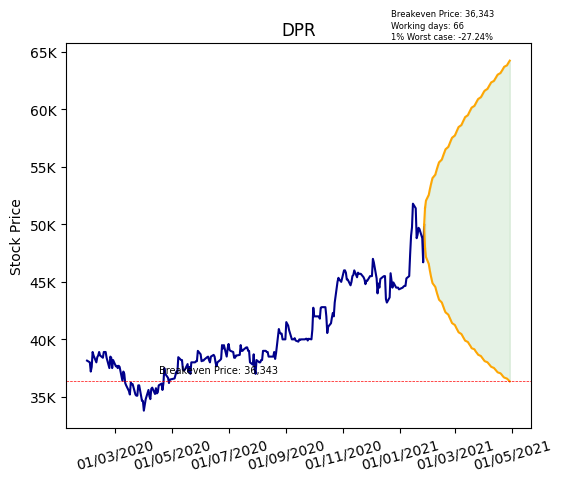 Breakeven Price: 36,343
Working days: 66
1% Worst case: -27.24%
DPR
65K
60K
55K
50K
45K
40K
35K
Stock Price
Breakeven Price: 36,343
01/03/2020
01/05/2020
01/07/2020
01/09/2020
01/11/2020
01/01/2021
01/03/2021
01/05/2021